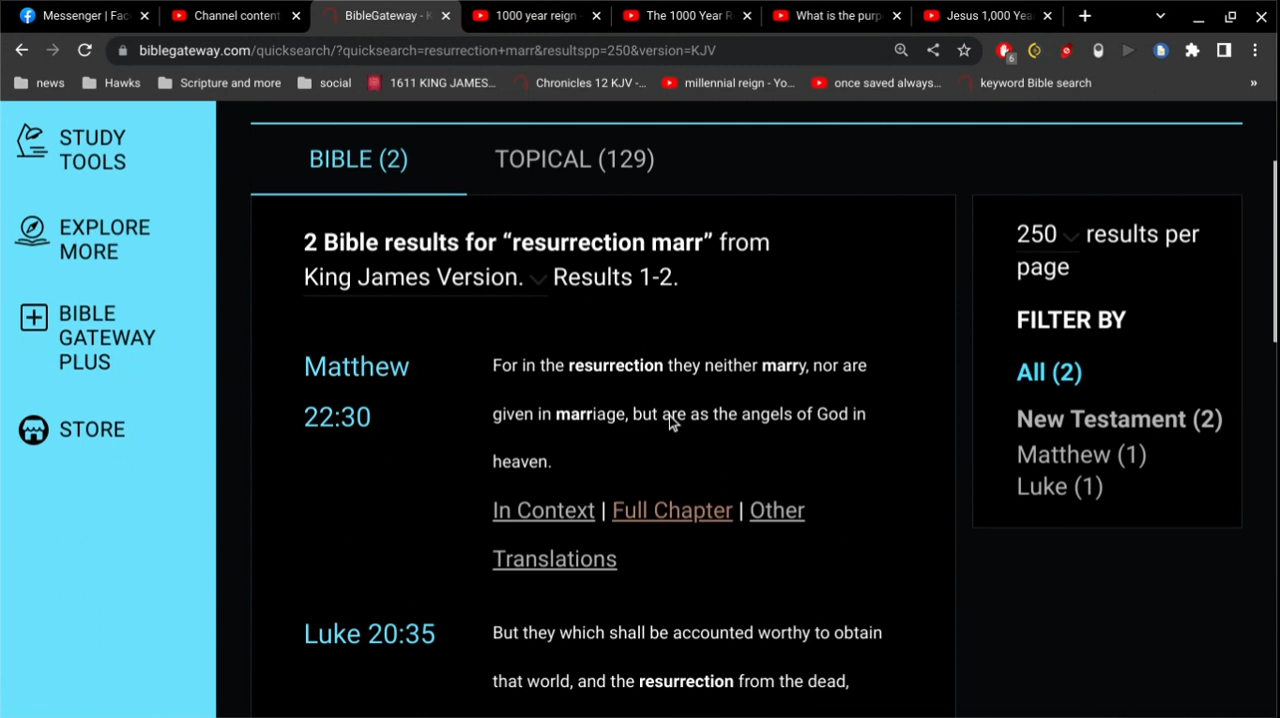 Messenger | Fac
Channel content
BibleGateway - K
1000 year reign -
The 1000 Year R
What is the purp
Jesus 1,000 Yea
biblegateway.com/quicksearch/?quicksearch=resurrection+marr&resultspp=250&version=KJV
6
news
Hawks
Scripture and more
social
1611 KING JAMES...
Chronicles 12 KJV -...
millennial reign - Yo...
once saved always...
keyword Bible search
»
STUDY
TOOLS
EXPLORE
MORE
BIBLE
GATEWAY
PLUS
STORE
BIBLE (2)
TOPICAL (129)
2 Bible results for “resurrection marr” from
King James Version. Results 1-2.
Matthew
22:30
For in the resurrection they neither marry, nor are
given in marriage, but are as the angels of God in
heaven.
In Context | Full Chapter | Other
Translations
Luke 20:35
But they which shall be accounted worthy to obtain
that world, and the resurrection from the dead,
250 results per
page
FILTER BY
All (2)
New Testament (2)
Matthew (1)
Luke (1)